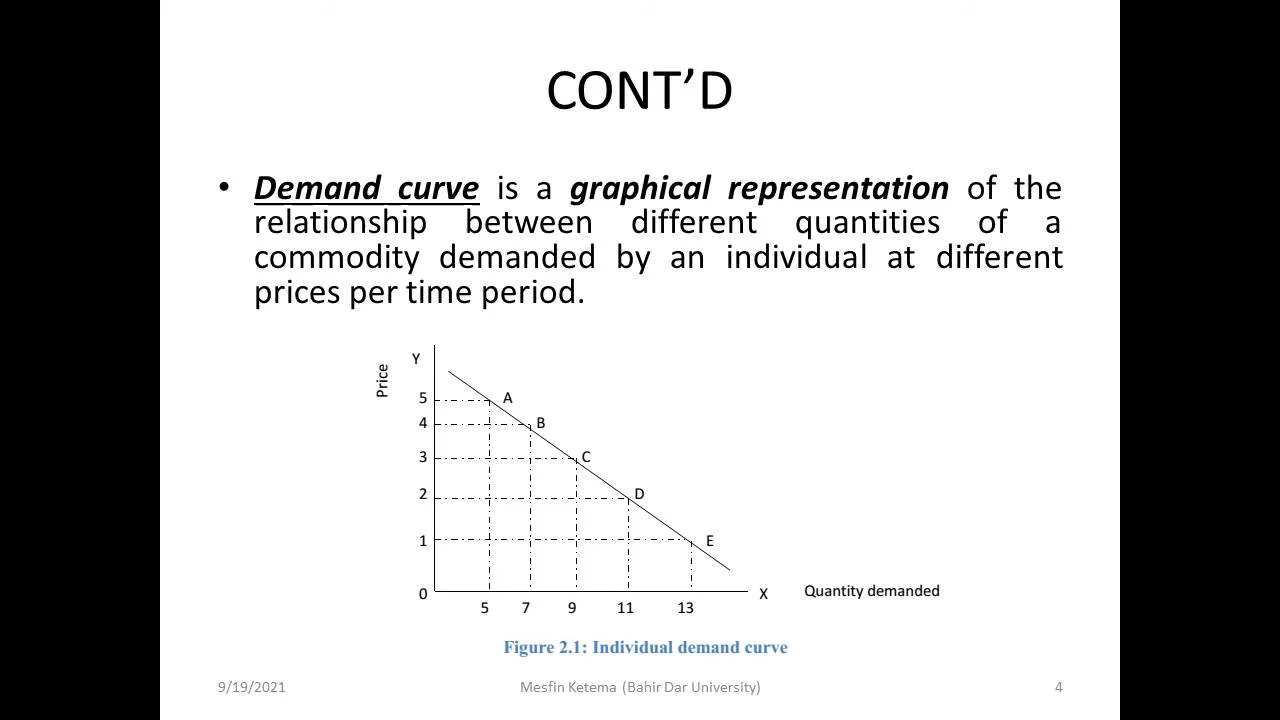 CONT’D
• Demand curve is a graphical representation of the
relationship between different quantities of a
commodity demanded by an individual at different
prices per time period.
Price
Y
5 A
4 B
3 C
2 D
1 E
0
X Quantity demanded
5 7 9 11 13
Figure 2.1: Individual demand curve
9/19/2021 Mesfin Ketema (Bahir Dar University) 4